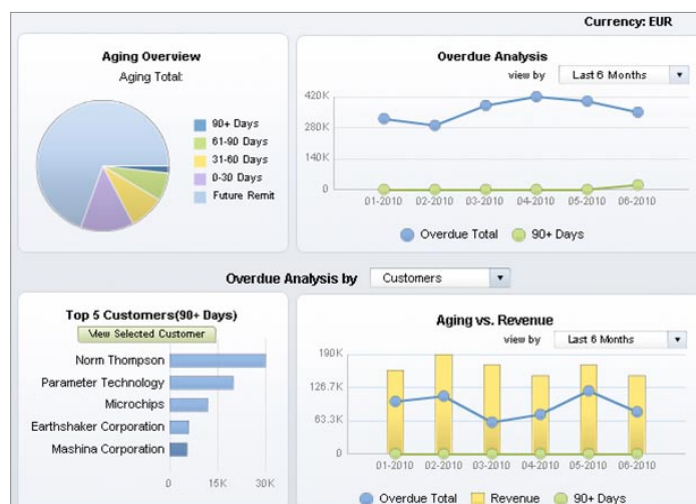 Currency: EUR
Aging Overview
Aging Total:
90+ Days
61-90 Days
31-60 Days
0-30 Days
Future Remit
Overdue Analysis
view by Last 6 Months
420K
280K
140K
0
01-2010 02-2010 03-2010 04-2010 05-2010 06-2010
Overdue Total 90+ Days
Overdue Analysis by Customers
Top 5 Customers(90+ Days)
View Selected Customer
Norm Thompson
Parameter Technology
Microchips
Earthshaker Corporation
Mashina Corporation
0 15K 30K
Aging vs. Revenue
view by Last 6 Months
190K
126.7K
63.3K
0
01-2010 02-2010 03-2010 04-2010 05-2010 06-2010
Overdue Total Revenue 90+ Days